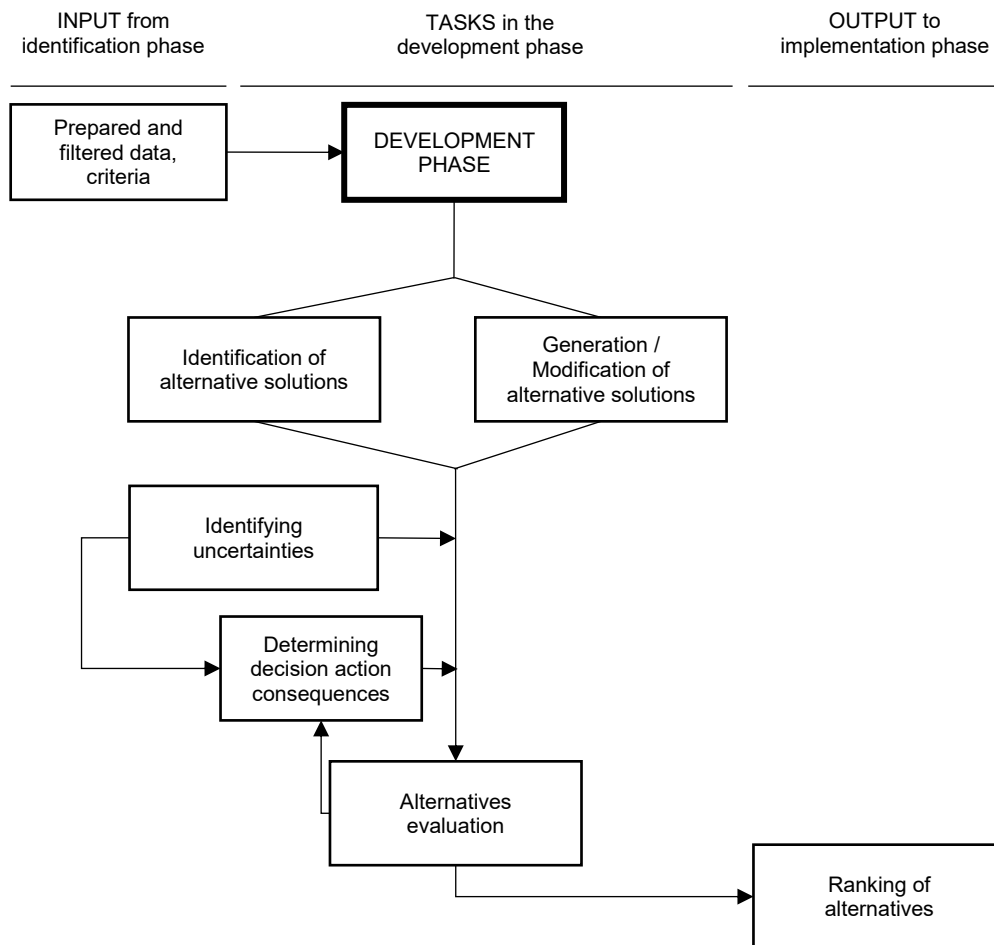 INPUT from
identification phase
TASKS in the
development phase
OUTPUT to
implementation phase
Prepared and
filtered data,
criteria
DEVELOPMENT
PHASE
Identification of
alternative solutions
Generation /
Modification of
alternative solutions
Identifying
uncertainties
Determining
decision action
consequences
Alternatives
evaluation
Ranking of
alternatives